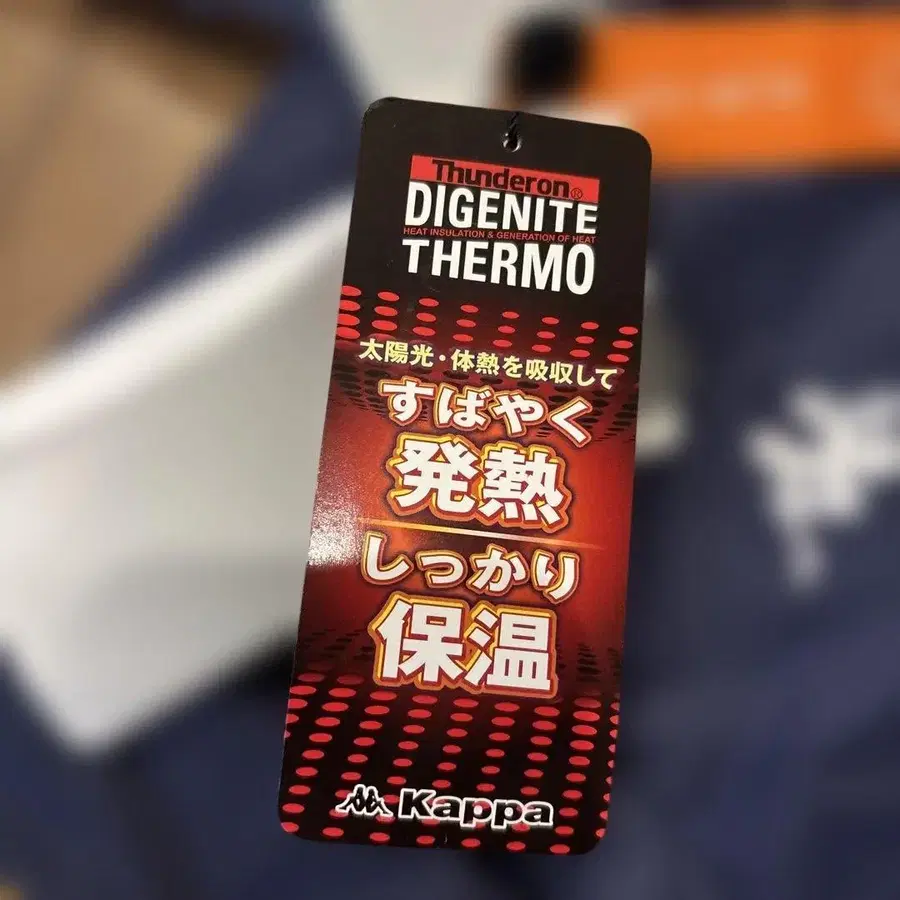 Thunderon®
DIGENITE
HEAT INSULATION & GENERATION OF HEAT
THERMO
太陽光・体熱を吸収して
すばやく
発熱
しっかり
保温
Kappa